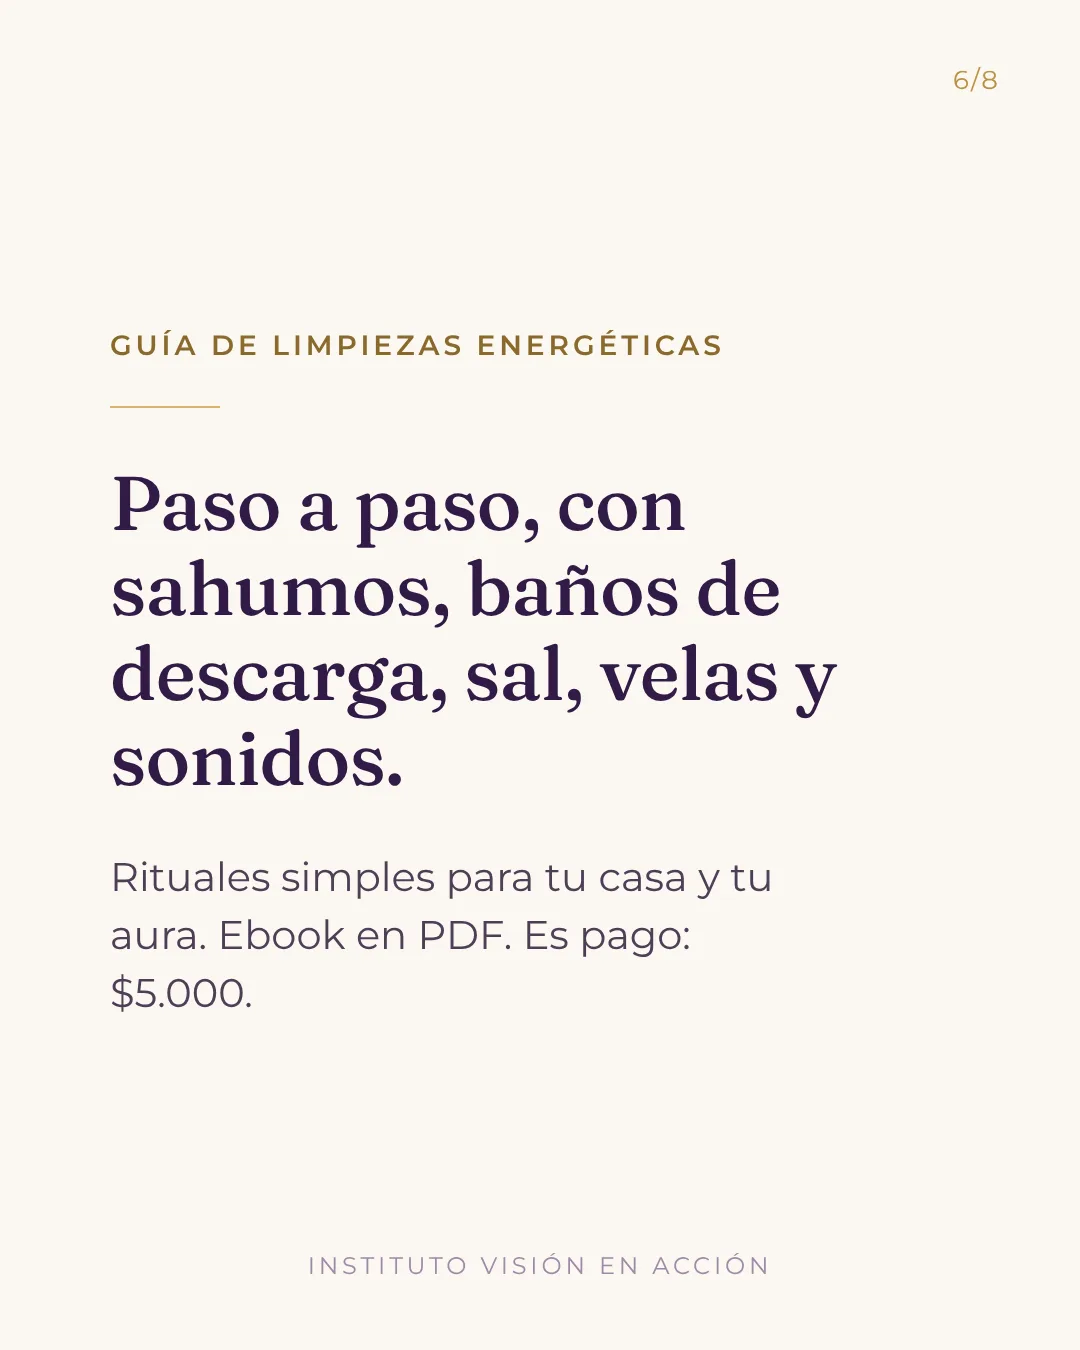 6/8
GUÍA DE LIMPIEZAS ENERGÉTICAS
Paso a paso, con
sahumos, baños de
descarga, sal, velas y
sonidos.
Rituales simples para tu casa y tu
aura. Ebook en PDF. Es pago:
$5.000.
INSTITUTO VISIÓN EN ACCIÓN